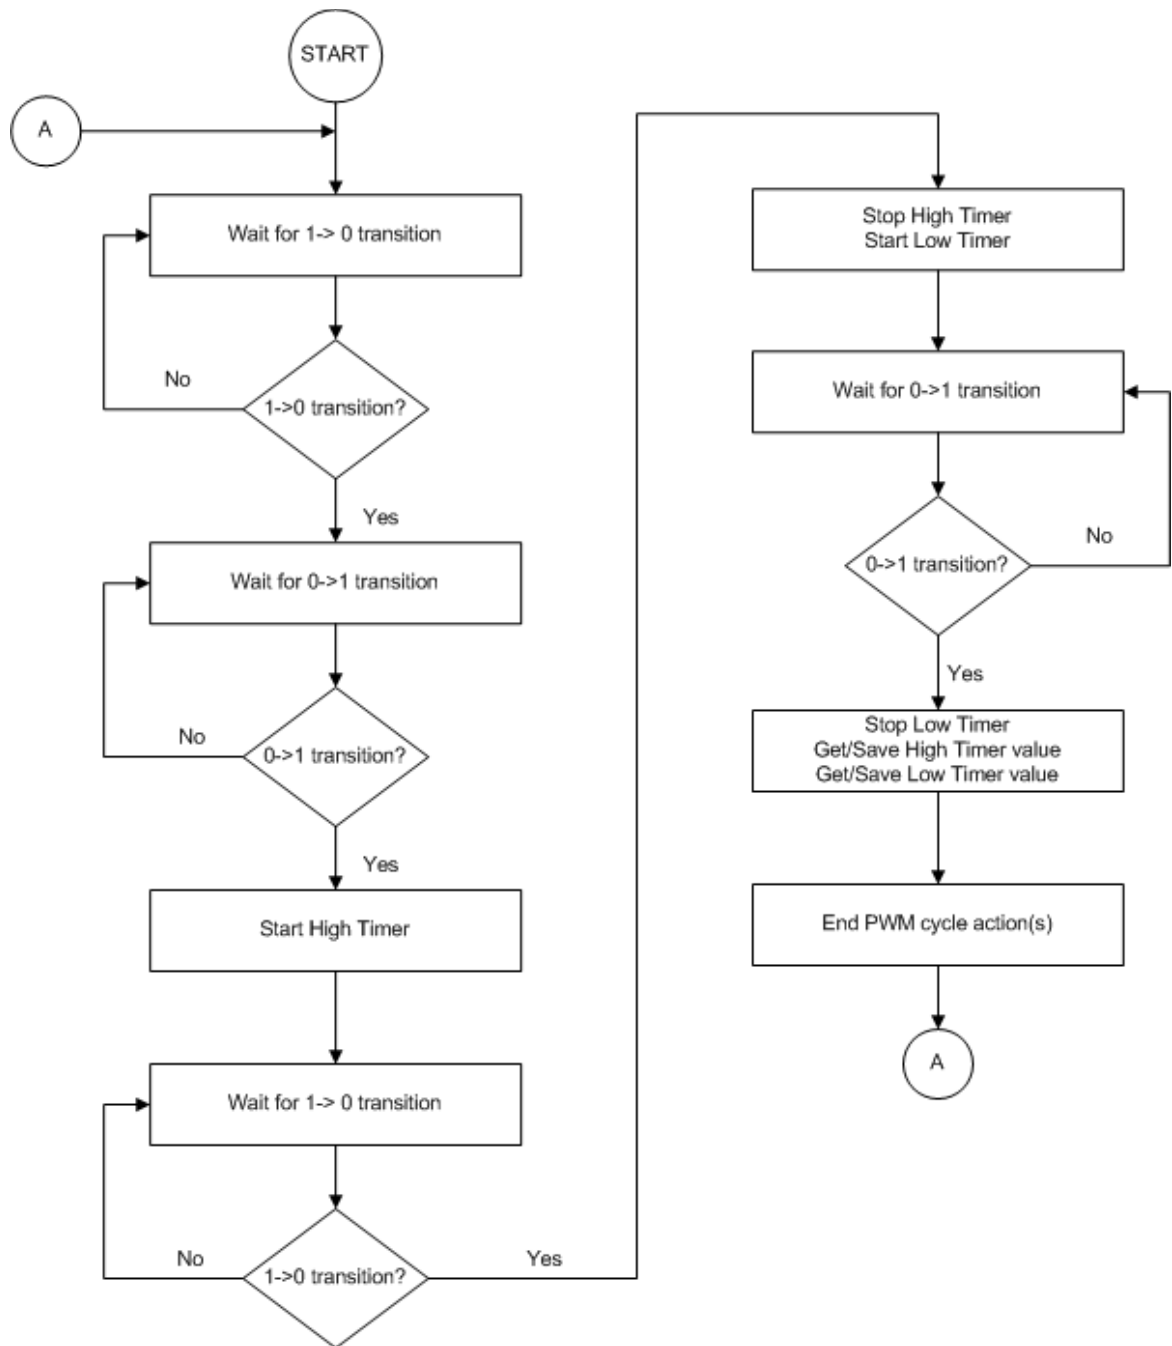 START
A
Wait for 1-> 0 transition
No
1->0 transition?
Yes
Wait for 0->1 transition
No
0->1 transition?
Yes
Start High Timer
Wait for 1-> 0 transition
No
1->0 transition?
Yes
Stop High Timer
Start Low Timer
Wait for 0->1 transition
No
0->1 transition?
Yes
Stop Low Timer
Get/Save High Timer value
Get/Save Low Timer value
End PWM cycle action(s)
A